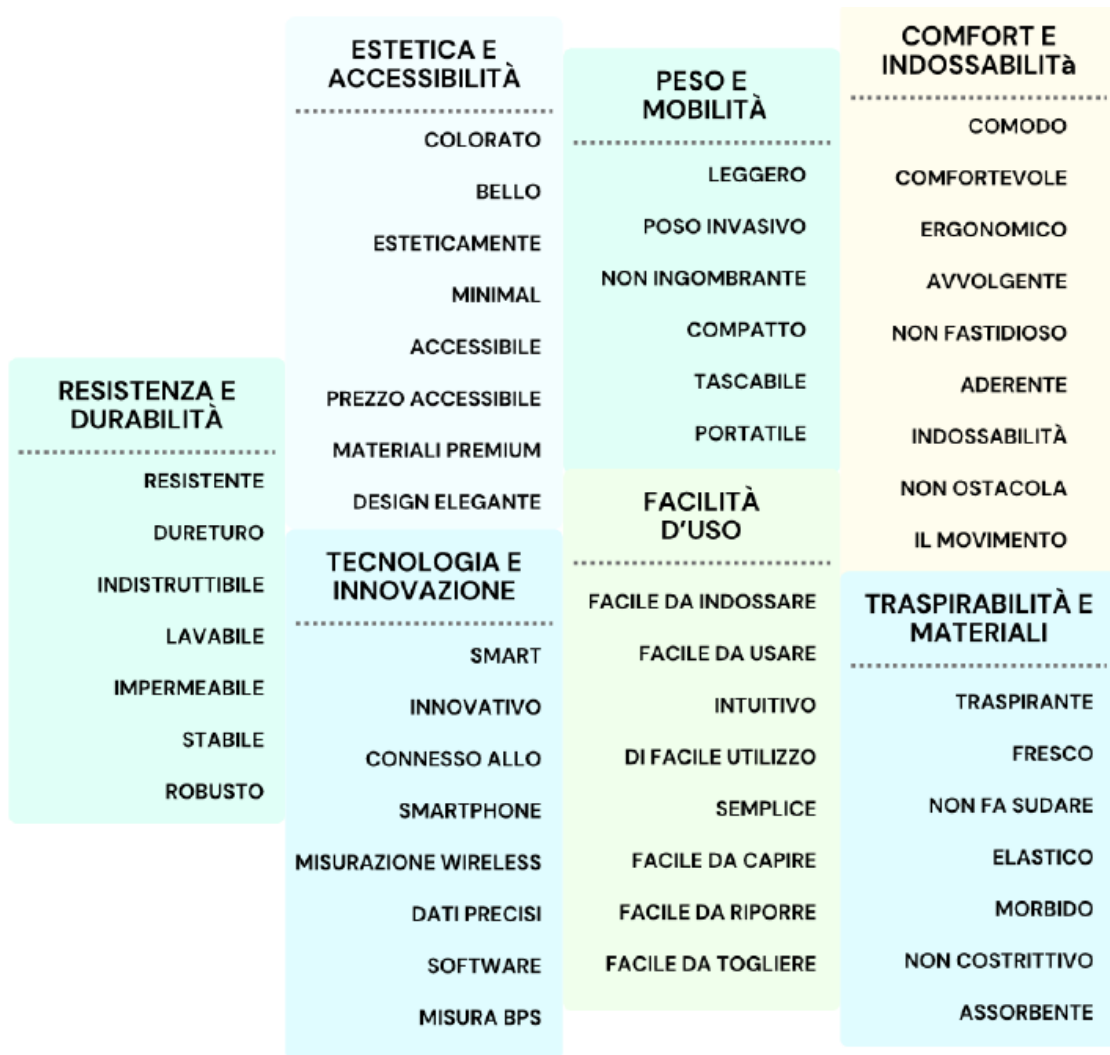 RESISTENZA E
DURABILITÀ
RESISTENTE
DURETURO
INDISTRUTTIBILE
LAVABILE
IMPERMEABILE
STABILE
ROBUSTO
ESTETICA E
ACCESSIBILITÀ
COLORATO
BELLO
ESTETICAMENTE
MINIMAL
ACCESSIBILE
PREZZO ACCESSIBILE
MATERIALI PREMIUM
DESIGN ELEGANTE
TECNOLOGIA E
INNOVAZIONE
SMART
INNOVATIVO
CONNESSO ALLO
SMARTPHONE
MISURAZIONE WIRELESS
DATI PRECISI
SOFTWARE
MISURA BPS
PESO E
MOBILITÀ
LEGGERO
POSO INVASIVO
NON INGOMBRANTE
COMPATTO
TASCABILE
PORTATILE
FACILITÀ
D'USO
FACILE DA INDOSSARE
FACILE DA USARE
INTUITIVO
DI FACILE UTILIZZO
SEMPLICE
FACILE DA CAPIRE
FACILE DA RIPORRE
FACILE DA TOGLIERE
COMFORT E
INDOSSABILITà
COMODO
COMFORTEVOLE
ERGONOMICO
AVVOLGENTE
NON FASTIDIOSO
ADERENTE
INDOSSABILITÀ
NON OSTACOLA
IL MOVIMENTO
TRASPIRABILITÀ E
MATERIALI
TRASPIRANTE
FRESCO
NON FA SUDARE
ELASTICO
MORBIDO
NON COSTRITTIVO
ASSORBENTE